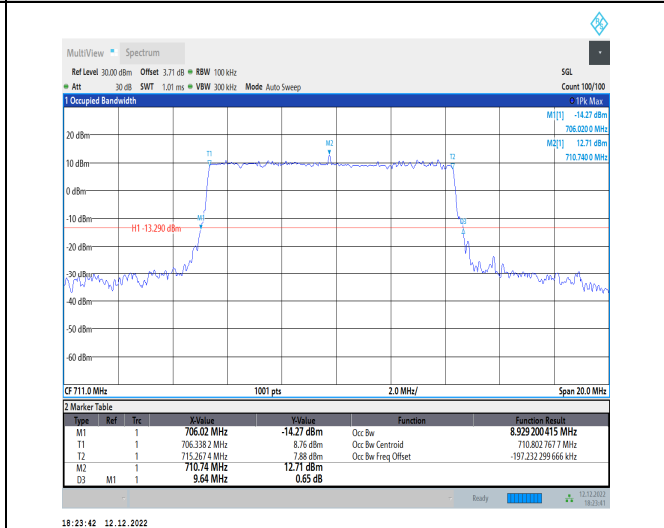 MultiView Spectrum
Ref Level 30.00 dBm Offset 3.71 dB RBW 100 kHz SGL
Att 30 dB SWT 1.01 ms VBW 300 kHz Mode Auto Sweep Count 100/100
1 Occupied Bandwidth 1Pk Max
M1[1] -14.27 dBm
706.020 0 MHz
M2[1] 12.71 dBm
710.740 0 MHz
20 dBm
M2
T1 T2
10 dBm
0 dBm
-10 dBm
M1 D3
H1 -13.290 dBm
-20 dBm
-30 dBm
-40 dBm
-50 dBm
-60 dBm
CF 711.0 MHz 1001 pts 2.0 MHz/ Span 20.0 MHz
2 Marker Table
Type Ref Trc X-Value Y-Value Function Function Result
M1 1 706.02 MHz -14.27 dBm Occ Bw 8.929 200 415 MHz
T1 1 706.338 2 MHz 8.76 dBm Occ Bw Centroid 710.802 767 7 MHz
T2 1 715.267 4 MHz 7.88 dBm Occ Bw Freq Offset -197.232 299 666 kHz
M2 1 710.74 MHz 12.71 dBm
D3 M1 1 9.64 MHz 0.65 dB
Ready 12.12.2022
18:23:41
18:23:42 12.12.2022